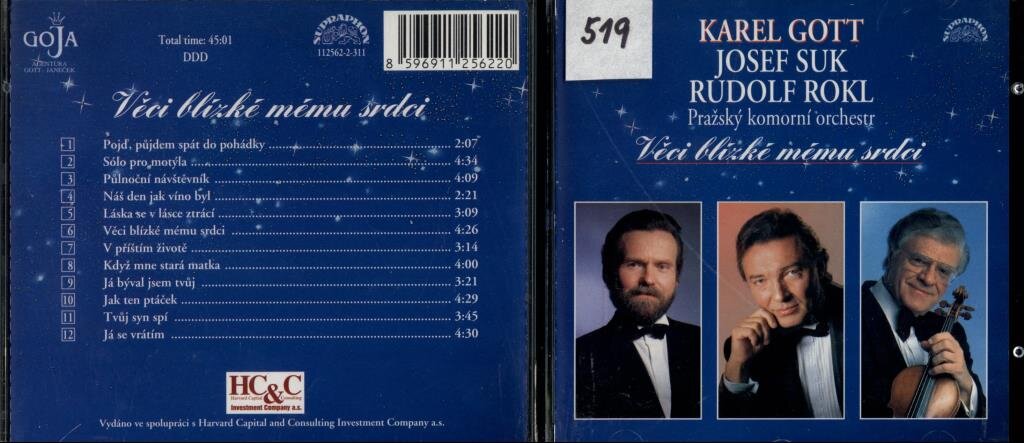 GOJA
AGENTURA
GOTT - JANEČEK
Total time: 45:01
DDD
SUPRAPHON
112562-2-311
8 596911 256220
Věci blízké mému srdci
1 Pojď, půjdem spát do pohádky 2:07
2 Sólo pro motýla 4:34
3 Půlnoční návštěvník 4:09
4 Náš den jak víno byl 2:21
5 Láska se v lásce ztrácí 3:09
6 Věci blízké mému srdci 4:26
7 V příštím životě 3:14
8 Když mne stará matka 4:00
9 Já býval jsem tvůj 3:21
10 Jak ten ptáček 4:29
11 Tvůj syn spí 3:45
12 Já se vrátím 4:30
HC&C
Harvard Capital Consulting
Investment Company a.s.
Vydáno ve spolupráci s Harvard Capital and Consulting Investment Company a.s.
519
SUPRAPHON
KAREL GOTT
JOSEF SUK
RUDOLF ROKL
Pražský komorní orchestr
Věci blízké mému srdci